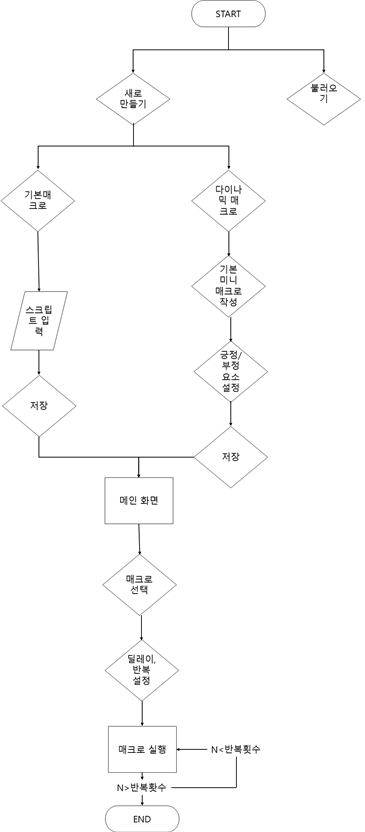 START
새로
만들기
불러오
기
기본매
크로
다이나
믹 매
크로
기본
미니
매크로
작성
스크립
트 입
력
긍정/
부정
요소
설정
저장
저장
메인 화면
매크로
선택
딜레이,
반복
설정
매크로 실행
N<반복횟수
N>반복횟수
END